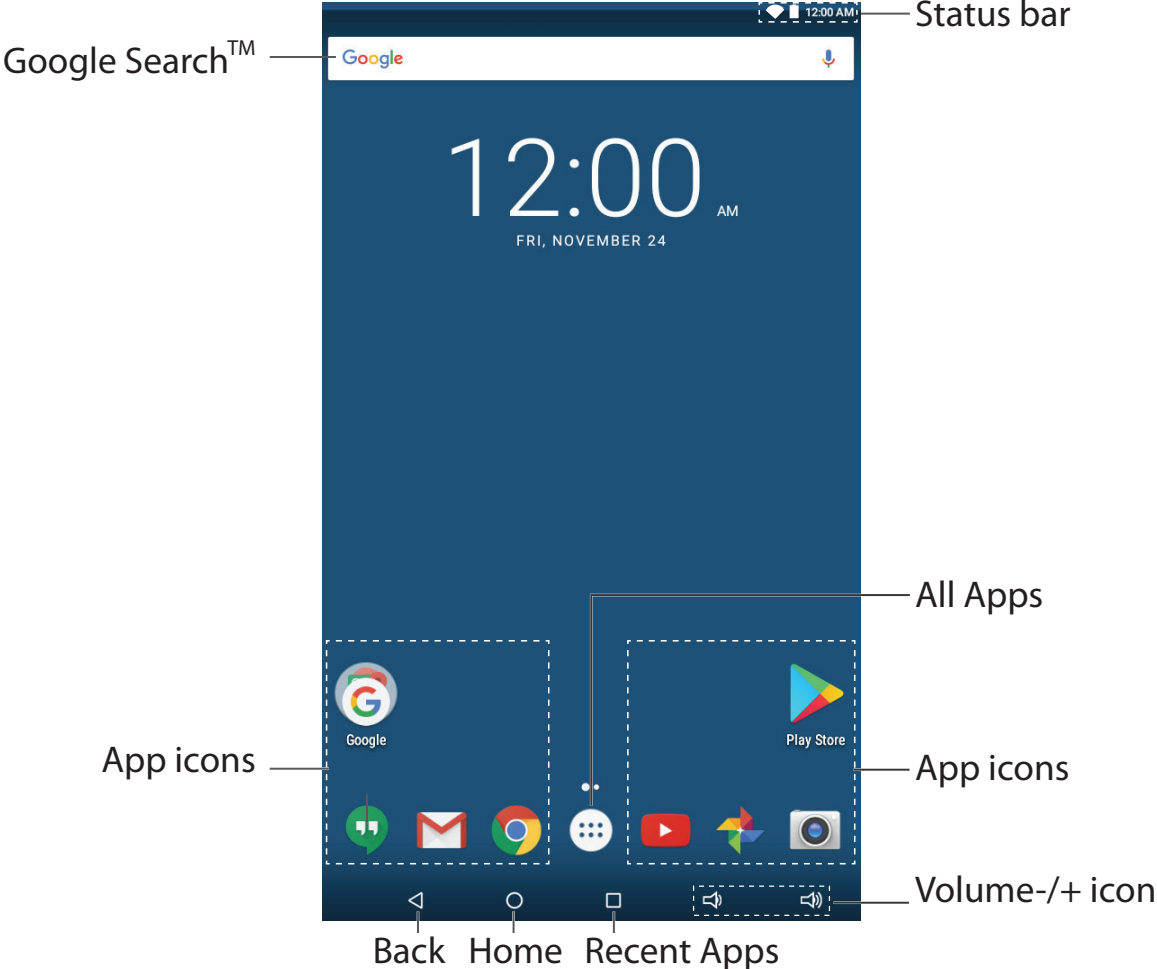 Status bar
12:00 AM
Google Search™
Google
12:00 AM
FRI, NOVEMBER 24
All Apps
Google
Play Store
App icons
App icons
Volume-/+ icon
Back Home Recent Apps